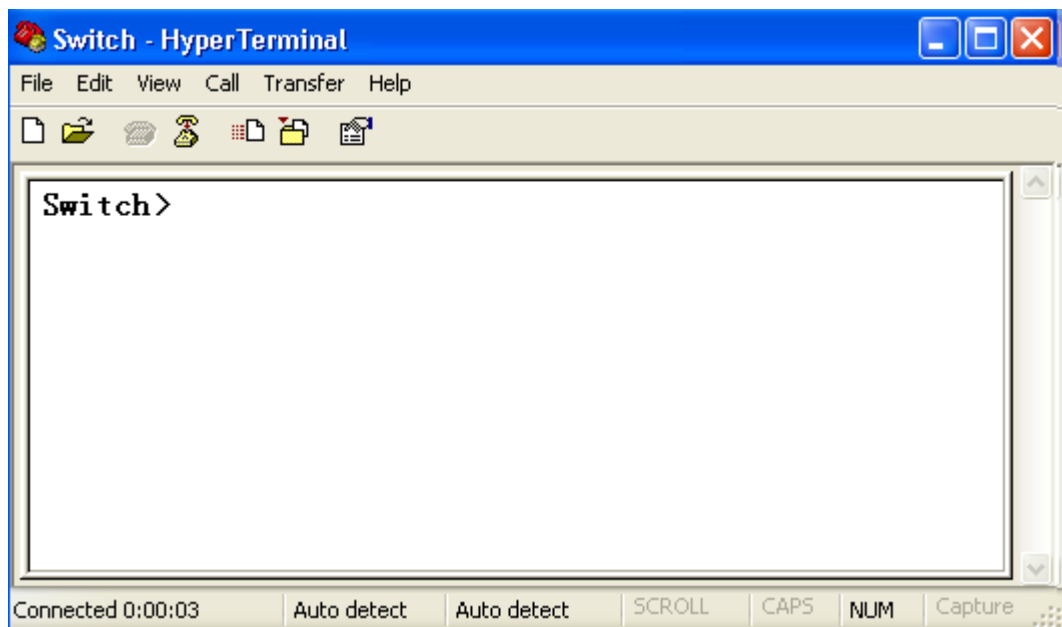 Switch - HyperTerminal
File Edit View Call Transfer Help
Switch>
Connected 0:00:03 Auto detect Auto detect SCROLL CAPS NUM Capture